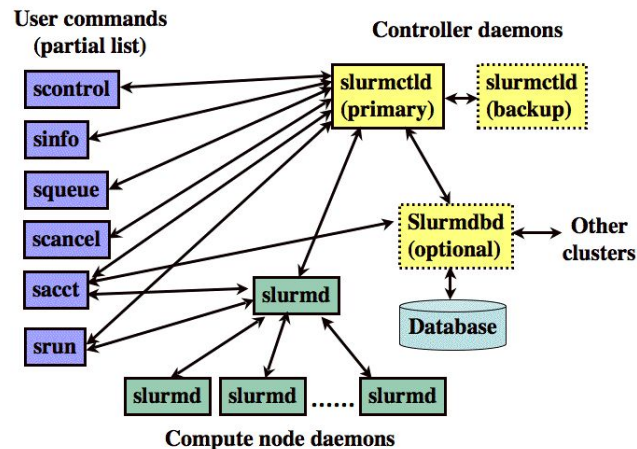 User commands
(partial list)
Controller daemons
scontrol
slurmctld
(primary)
slurmctld
(backup)
sinfo
squeue
scancel
Slurmdbd
(optional)
Other
clusters
sacct
slurmd
Database
srun
slurmd
slurmd
......
slurmd
Compute node daemons